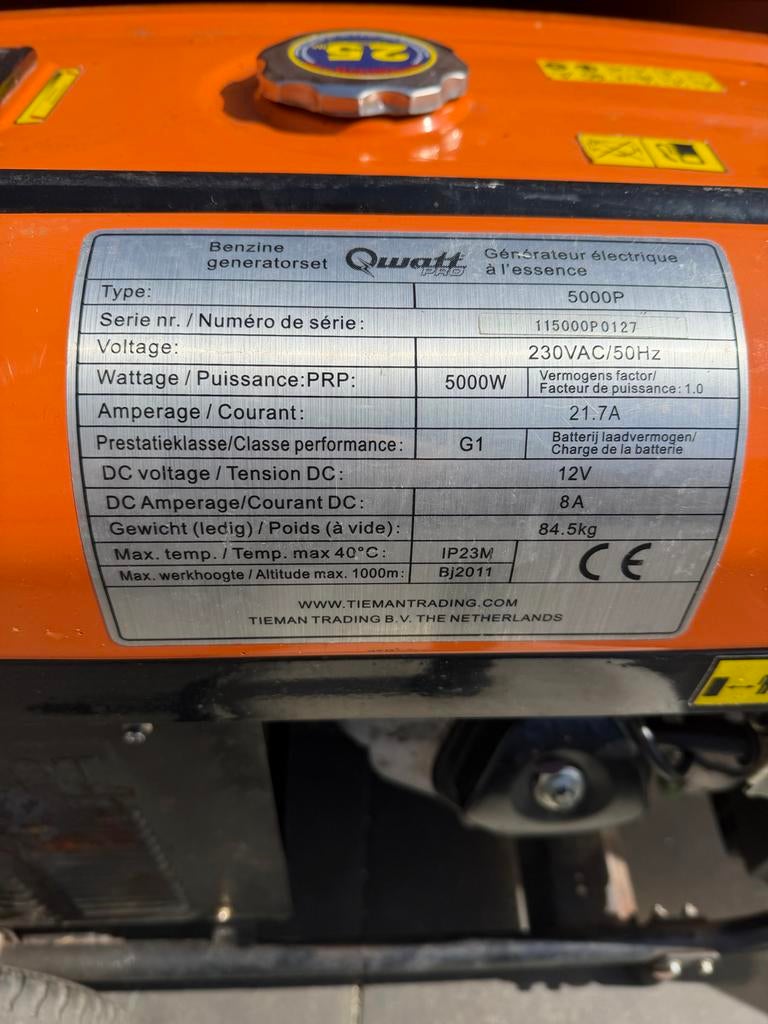 25
Benzine
generatorset
Qwatt
PRO
Générateur électrique
à l'essence
Type: 5000P
Serie nr. / Numéro de série: 115000P0127
Voltage: 230VAC/50Hz
Wattage / Puissance:PRP: 5000W Vermogens factor/
Facteur de puissance: 1.0
Amperage / Courant: 21.7A
Prestatieklasse/Classe performance: G1 Batterij laadvermogen/
Charge de la batterie
DC voltage / Tension DC: 12V
DC Amperage/Courant DC: 8A
Gewicht (ledig) / Poids (à vide): 84.5kg
Max. temp. / Temp. max 40°C: IP23M CE
Max. werkhoogte / Altitude max. 1000m: Bj2011
WWW.TIEMANTRADING.COM
TIEMAN TRADING B.V. THE NETHERLANDS